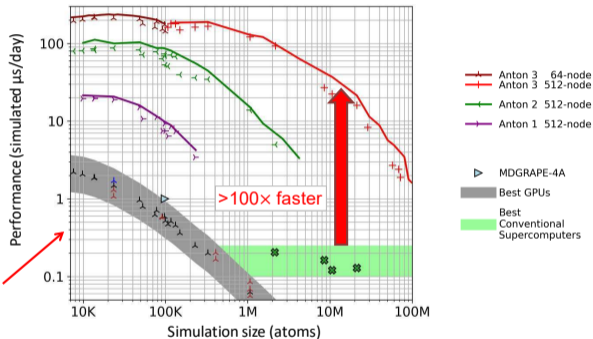 Performance (simulated μs/day)
100
10
1
0.1
10K
100K
1M
10M
100M
Simulation size (atoms)
>100× faster
Anton 3 64-node
Anton 3 512-node
Anton 2 512-node
Anton 1 512-node
MDGRAPE-4A
Best GPUs
Best
Conventional
Supercomputers